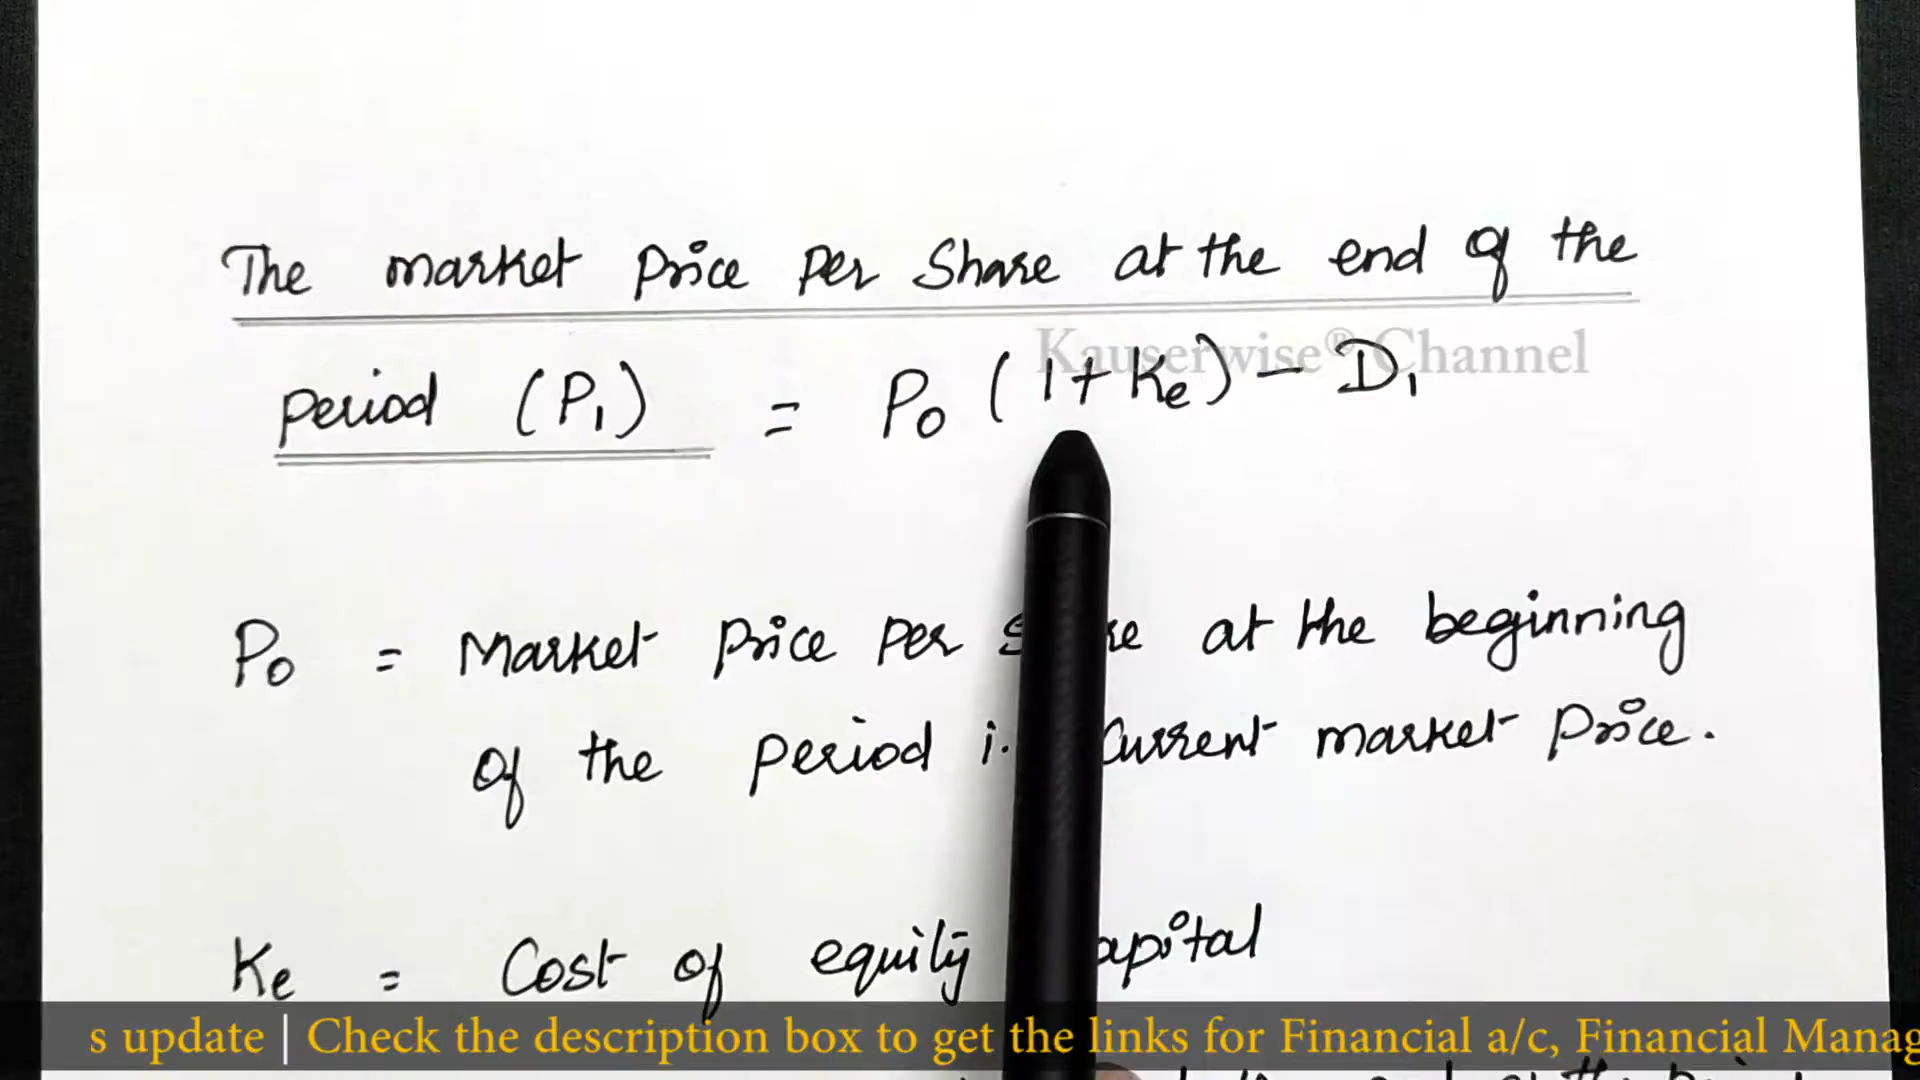 The market price per share at the end of the
Kauserwise® Channel
period (P1) = P0 (1+Ke) - D1
P0 = Market price per at the beginning
of the period current market price.
Ke = Cost of equity
s update | Check the description box to get the links for Financial a/c, Financial Manag